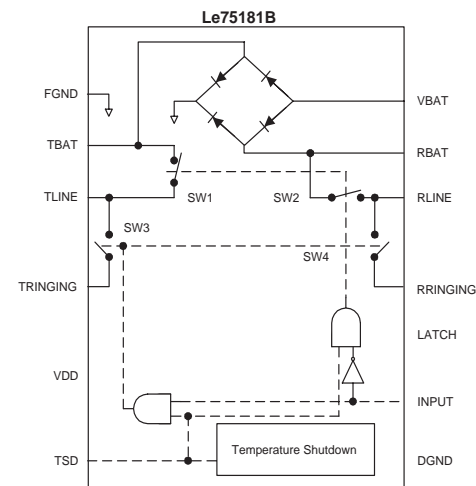 Le75181B
FGND
VBAT
TBAT
RBAT
TLINE
SW1
SW2
RLINE
SW3
SW4
TRINGING
RRINGING
LATCH
VDD
INPUT
Temperature Shutdown
TSD
DGND